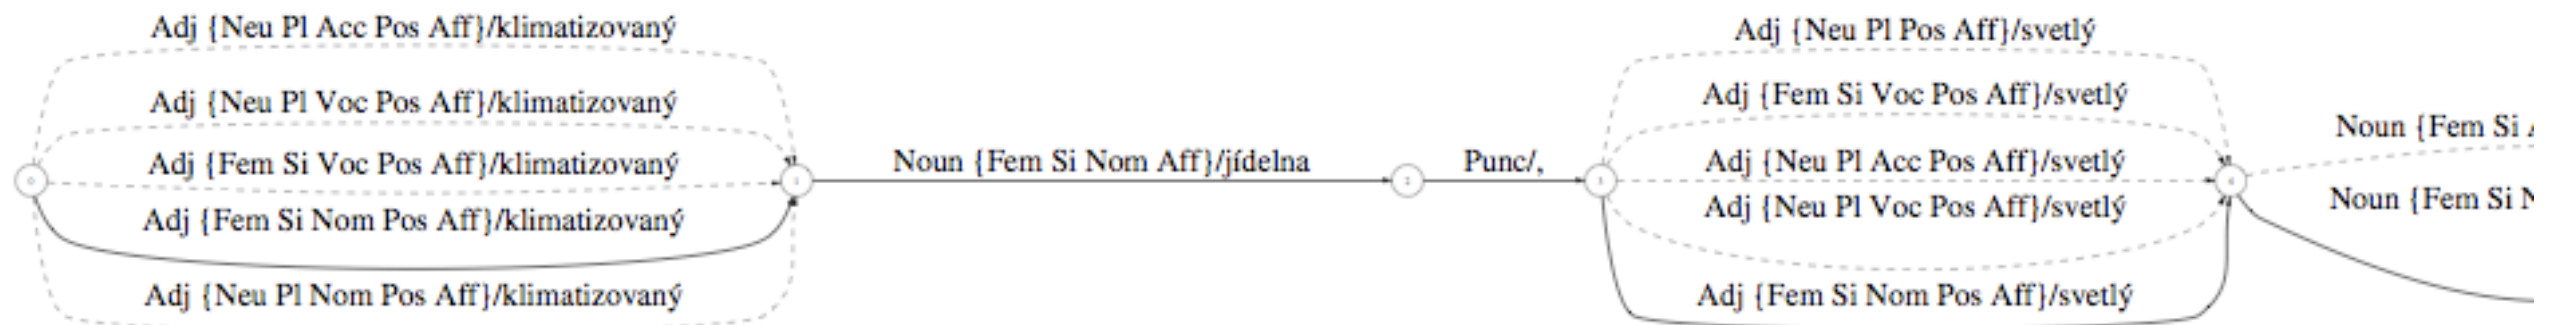 Adj {Neu Pl Acc Pos Aff}/klimatizovaný
Adj {Neu Pl Voc Pos Aff}/klimatizovaný
Adj {Fem Si Voc Pos Aff}/klimatizovaný
Adj {Fem Si Nom Pos Aff}/klimatizovaný
Adj {Neu Pl Nom Pos Aff}/klimatizovaný
Noun {Fem Si Nom Aff}/jídelna
Punc/,
Adj {Neu Pl Pos Aff}/svetlý
Adj {Fem Si Voc Pos Aff}/svetlý
Adj {Neu Pl Acc Pos Aff}/svetlý
Adj {Neu Pl Voc Pos Aff}/svetlý
Adj {Fem Si Nom Pos Aff}/svetlý
Noun {Fem Si
Noun {Fem Si